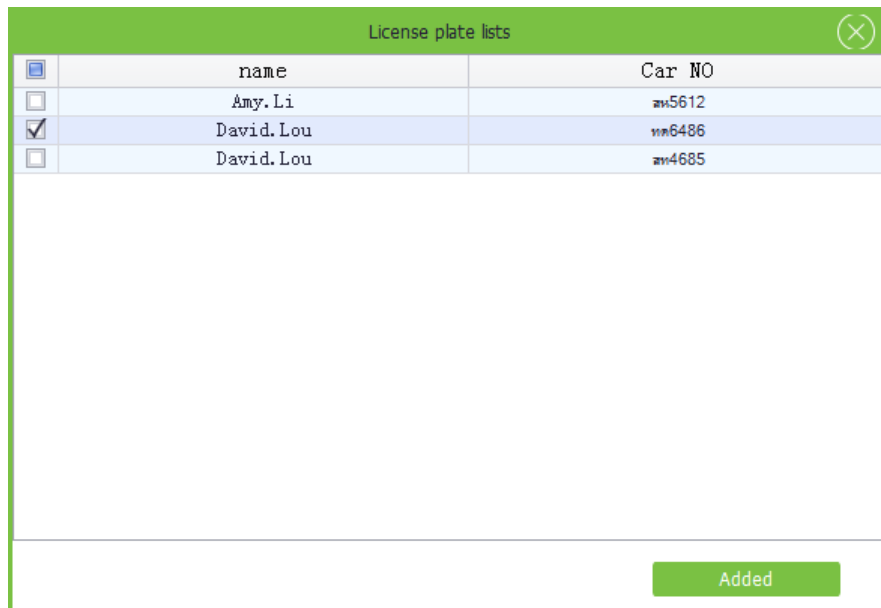 License plate lists
name Car NO
Amy.Li 5612
David.Lou 6486
David.Lou 4685
Added